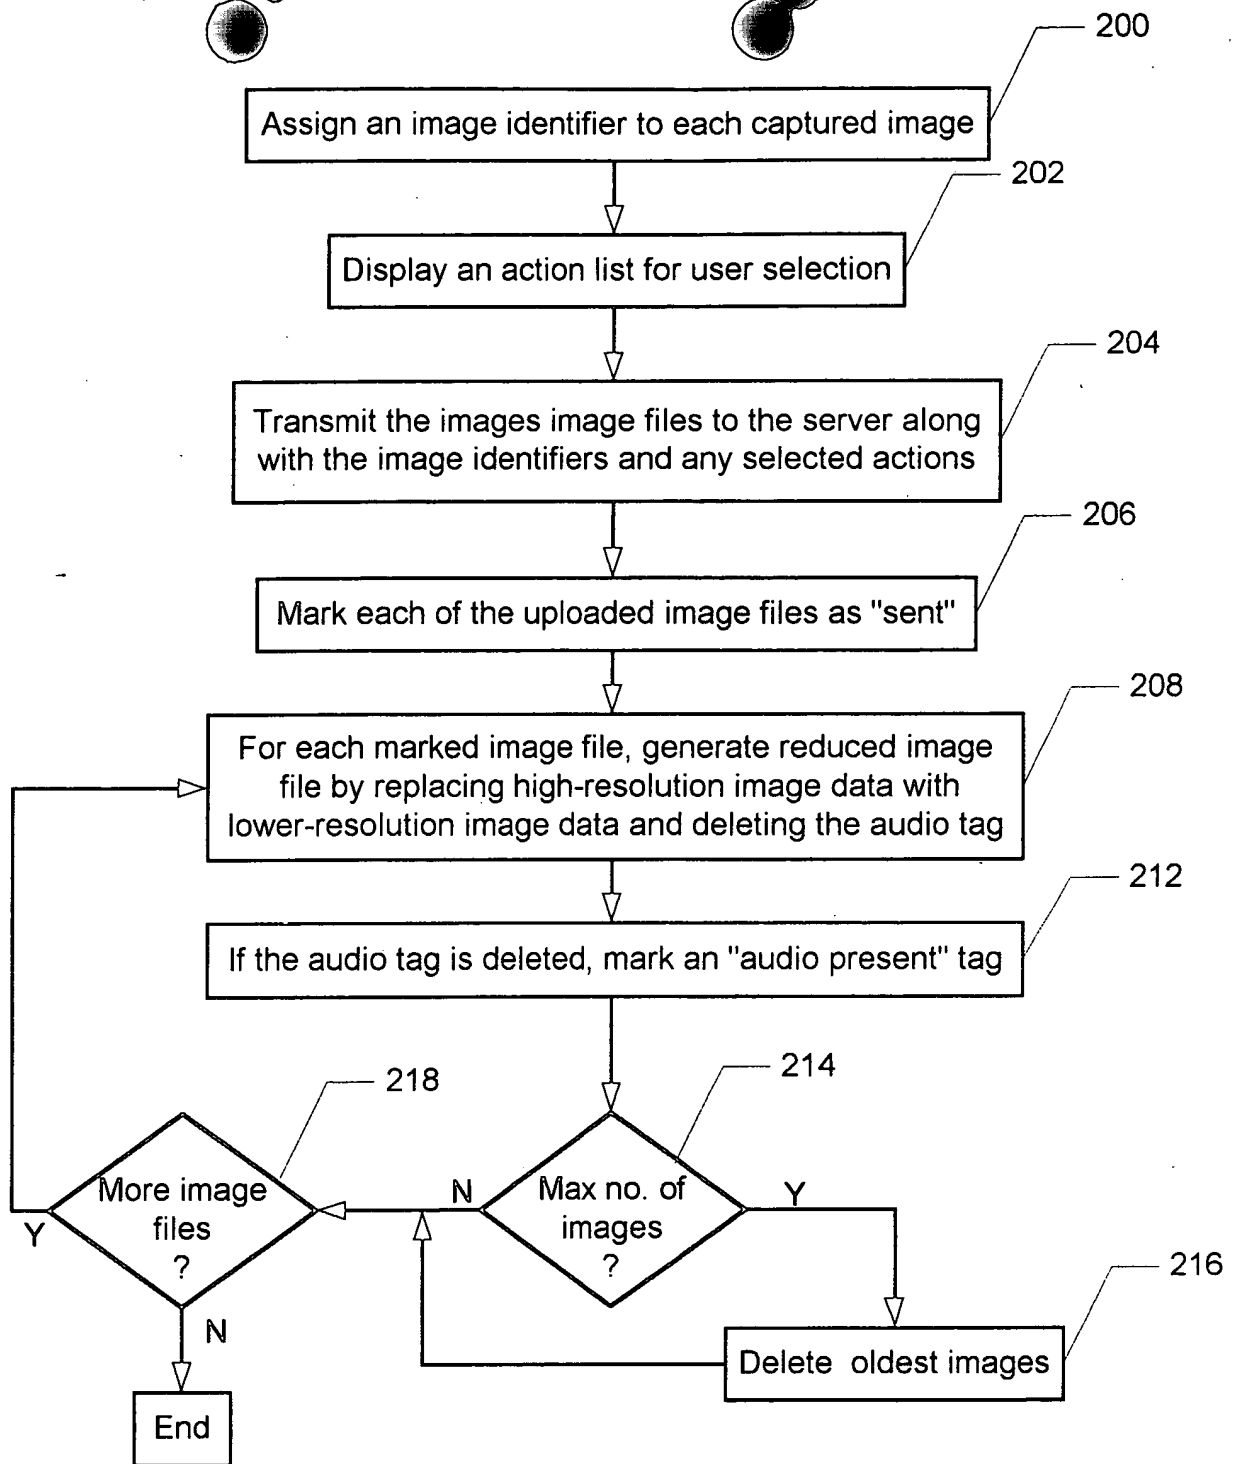 200
Assign an image identifier to each captured image
202
Display an action list for user selection
204
Transmit the images image files to the server along
with the image identifiers and any selected actions
206
Mark each of the uploaded image files as "sent"
208
For each marked image file, generate reduced image
file by replacing high-resolution image data with
lower-resolution image data and deleting the audio tag
212
If the audio tag is deleted, mark an "audio present" tag
214
218
Max no. of
images
?
N
Y
More image
files
?
Y
N
216
Delete oldest images
End